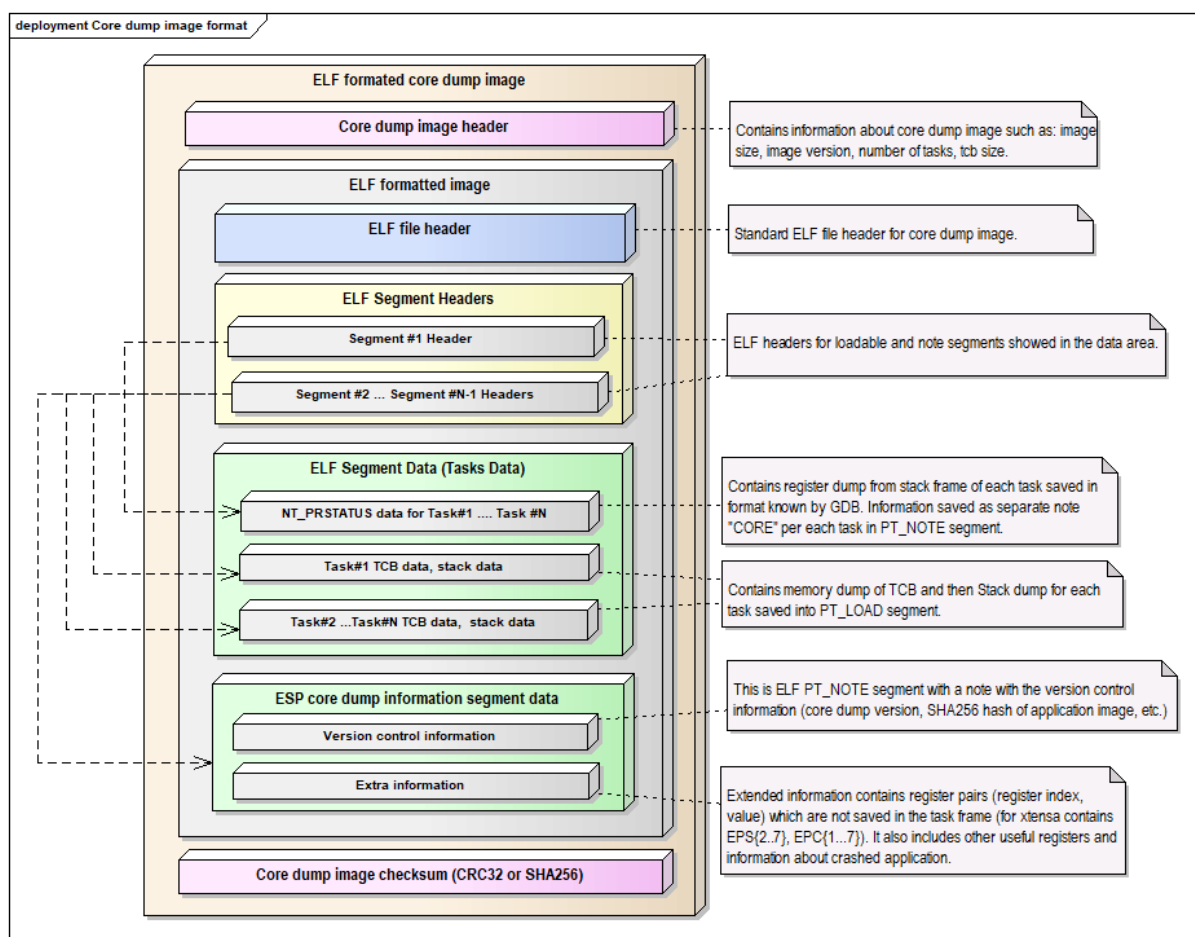 deployment Core dump image format
ELF formated core dump image
Core dump image header
Contains information about core dump image such as: image
size, image version, number of tasks, tcb size.
ELF formatted image
ELF file header
Standard ELF file header for core dump image.
ELF Segment Headers
Segment #1 Header
ELF headers for loadable and note segments showed in the data area.
Segment #2 ... Segment #N-1 Headers
ELF Segment Data (Tasks Data)
NT_PRSTATUS data for Task#1 .... Task #N
Contains register dump from stack frame of each task saved in
format known by GDB. Information saved as separate note
"CORE" per each task in PT_NOTE segment.
Task#1 TCB data, stack data
Task#2 ...Task#N TCB data, stack data
Contains memory dump of TCB and then Stack dump for each
task saved into PT_LOAD segment.
ESP core dump information segment data
Version control information
This is ELF PT_NOTE segment with a note with the version control
information (core dump version, SHA256 hash of application image, etc.)
Extra information
Extended information contains register pairs (register index,
value) which are not saved in the task frame (for xtensa contains
EPS{2..7}, EPC{1...7}). It also includes other useful registers and
information about crashed application.
Core dump image checksum (CRC32 or SHA256)